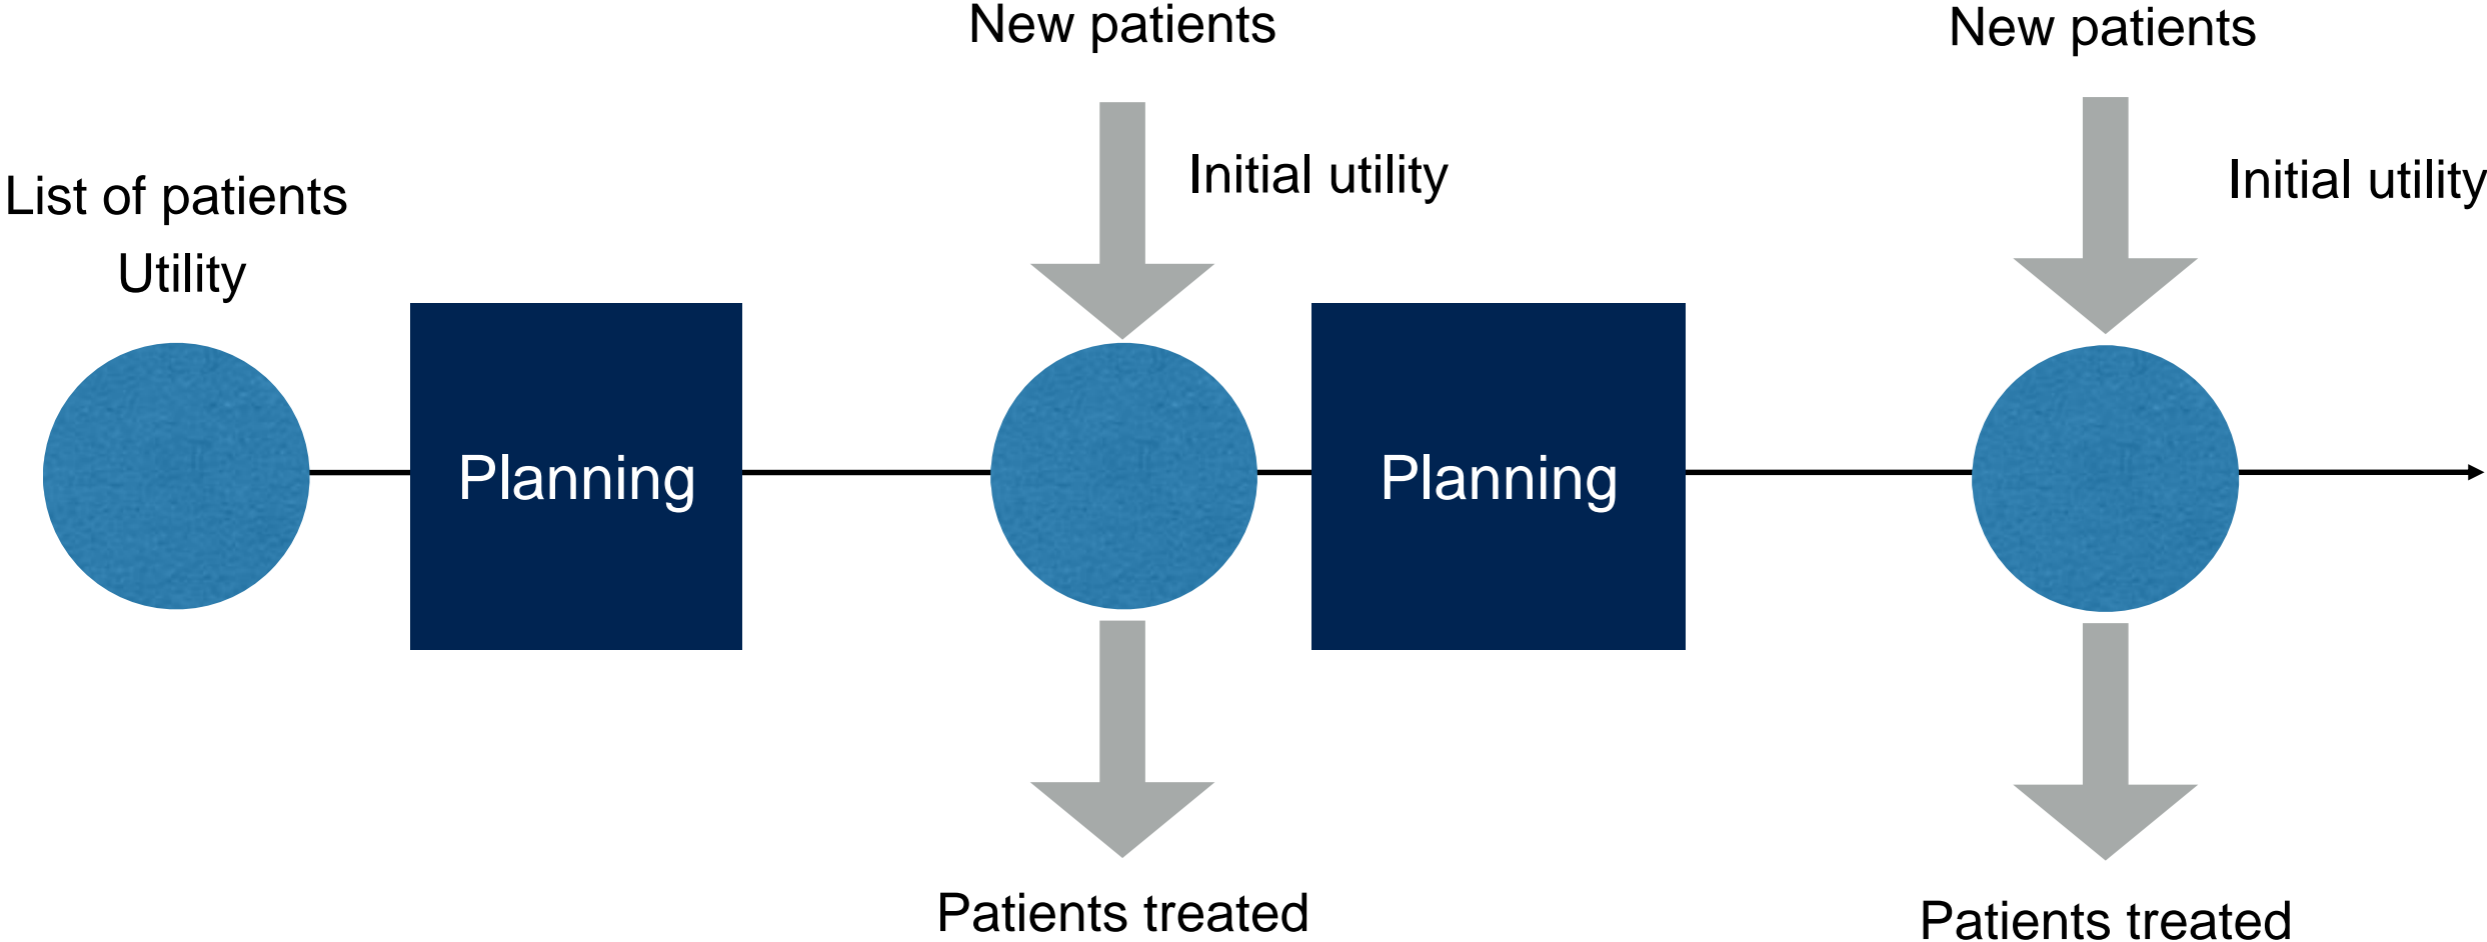 New patients
New patients
Initial utility
Initial utility
List of patients
Utility
Planning
Planning
Patients treated
Patients treated